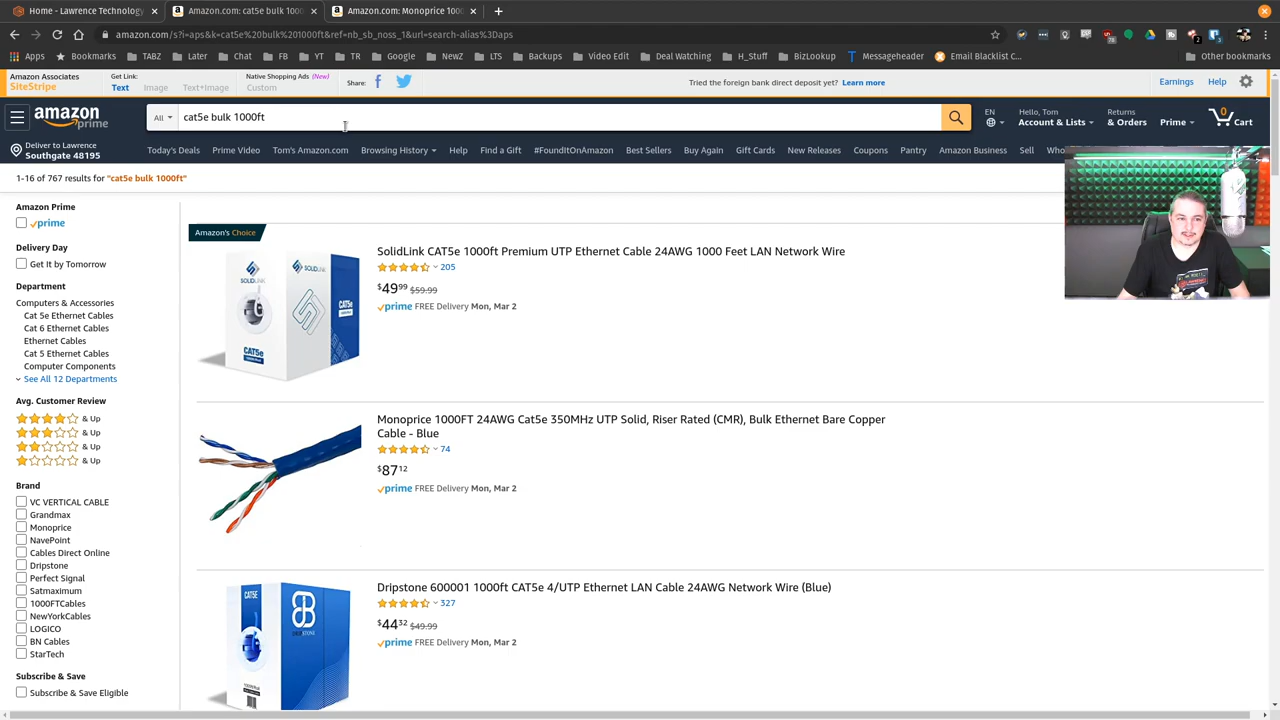 Home - Lawrence Technology
Amazon.com: cat5e bulk 1000
Amazon.com: Monoprice 1000
amazon.com/s?i=aps&k=cat5e%20bulk%201000ft&ref=nb_sb_noss_1&url=search-alias%3Daps
Apps Bookmarks TABZ Later Chat FB YT TR Google NewZ LTS Backups Video Edit Deal Watching H_Stuff BizLookup Messageheader Email Blacklist C... Other bookmarks
Amazon Associates
SiteStripe
Get Link:
Text Image Text+Image
Native Shopping Ads (New)
Custom
Share:
Tried the foreign bank direct deposit yet? Learn more
Earnings Help
amazon
prime
All cat5e bulk 1000ft
EN
Hello, Tom
Account & Lists
Returns
& Orders
Prime
0
Cart
Deliver to Lawrence
Southgate 48195
Today's Deals Prime Video Tom's Amazon.com Browsing History Help Find a Gift #FoundItOnAmazon Best Sellers Buy Again Gift Cards New Releases Coupons Pantry Amazon Business Sell Who
1-16 of 767 results for "cat5e bulk 1000ft"
Amazon Prime
prime
Delivery Day
Get It by Tomorrow
Department
Computers & Accessories
Cat 5e Ethernet Cables
Cat 6 Ethernet Cables
Ethernet Cables
Cat 5 Ethernet Cables
Computer Components
See All 12 Departments
Avg. Customer Review
& Up
& Up
& Up
& Up
Brand
VC VERTICAL CABLE
Grandmax
Monoprice
NavePoint
Cables Direct Online
Dripstone
Perfect Signal
Satmaximum
1000FTCables
NewYorkCables
LOGICO
BN Cables
StarTech
Subscribe & Save
Subscribe & Save Eligible
Amazon's Choice
SOLIDLINK
SOLIDLINK
CAT5e
CAT5e
SolidLink CAT5e 1000ft Premium UTP Ethernet Cable 24AWG 1000 Feet LAN Network Wire
205
$49.99 $59.99
prime FREE Delivery Mon, Mar 2
Monoprice 1000FT 24AWG Cat5e 350MHz UTP Solid, Riser Rated (CMR), Bulk Ethernet Bare Copper
Cable - Blue
74
$87.12
prime FREE Delivery Mon, Mar 2
CAT5E
Dripstone 600001 1000ft CAT5e 4/UTP Ethernet LAN Cable 24AWG Network Wire (Blue)
327
$44.32 $49.99
prime FREE Delivery Mon, Mar 2